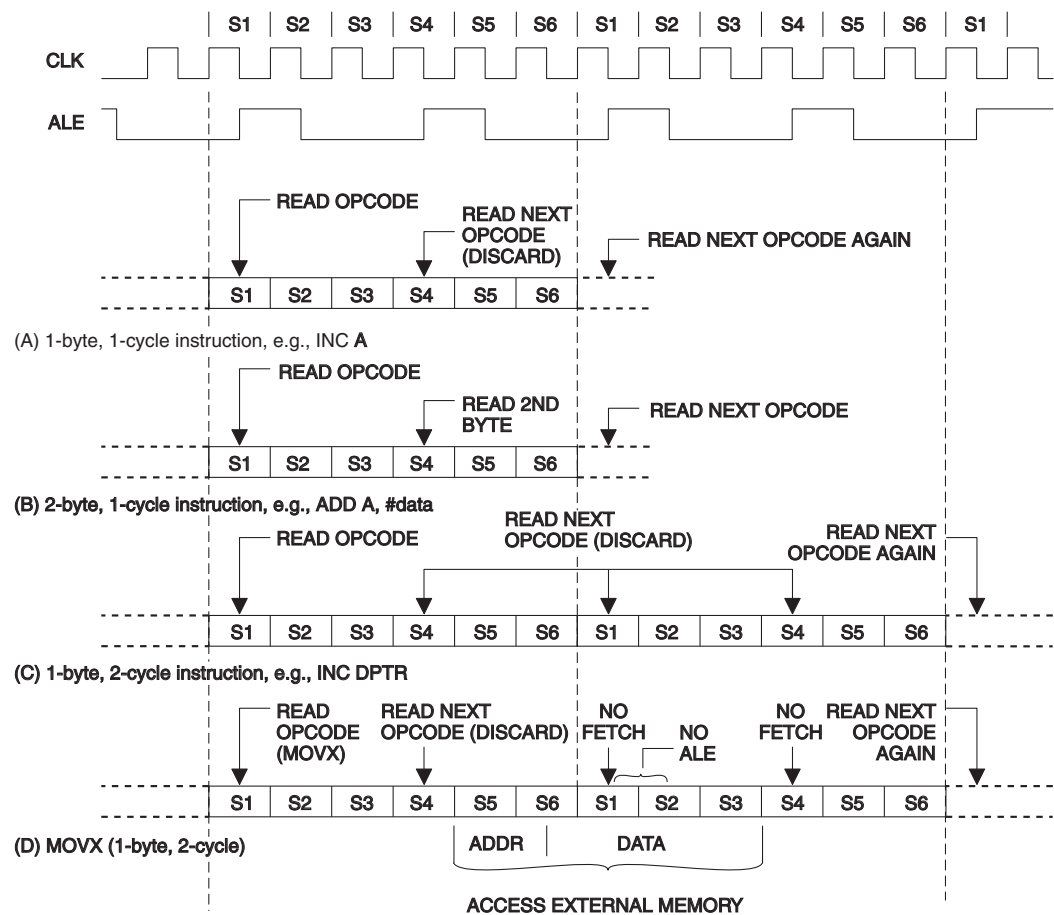 S1 S2 S3 S4 S5 S6 S1 S2 S3 S4 S5 S6 S1
CLK
ALE
READ OPCODE
READ NEXT
OPCODE
(DISCARD)
READ NEXT OPCODE AGAIN
S1 S2 S3 S4 S5 S6
(A) 1-byte, 1-cycle instruction, e.g., INC A
READ OPCODE
READ 2ND
BYTE
READ NEXT OPCODE
S1 S2 S3 S4 S5 S6
(B) 2-byte, 1-cycle instruction, e.g., ADD A, #data
READ OPCODE
READ NEXT
OPCODE (DISCARD)
READ NEXT
OPCODE AGAIN
S1 S2 S3 S4 S5 S6 S1 S2 S3 S4 S5 S6
(C) 1-byte, 2-cycle instruction, e.g., INC DPTR
READ
OPCODE
(MOVX)
READ NEXT
OPCODE (DISCARD)
NO
FETCH
NO
ALE
NO
FETCH
READ NEXT
OPCODE
AGAIN
S1 S2 S3 S4 S5 S6 S1 S2 S3 S4 S5 S6
(D) MOVX (1-byte, 2-cycle)
ADDR DATA
ACCESS EXTERNAL MEMORY